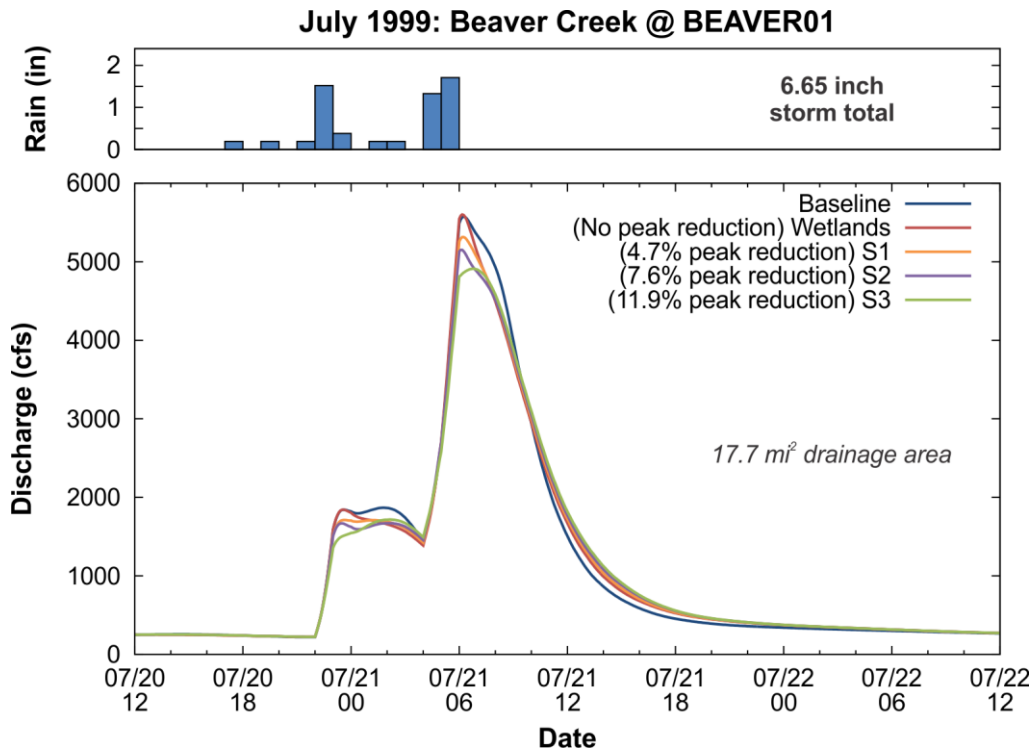 July 1999: Beaver Creek @ BEAVER01
Rain (in)
2
1
0
6.65 inch
storm total
Discharge (cfs)
6000
5000
4000
3000
2000
1000
0
Baseline
(No peak reduction) Wetlands
(4.7% peak reduction) S1
(7.6% peak reduction) S2
(11.9% peak reduction) S3
17.7 mi² drainage area
07/20 07/20 07/21 07/21 07/21 07/21 07/22 07/22 07/22
12 18 00 06 12 18 00 06 12
Date